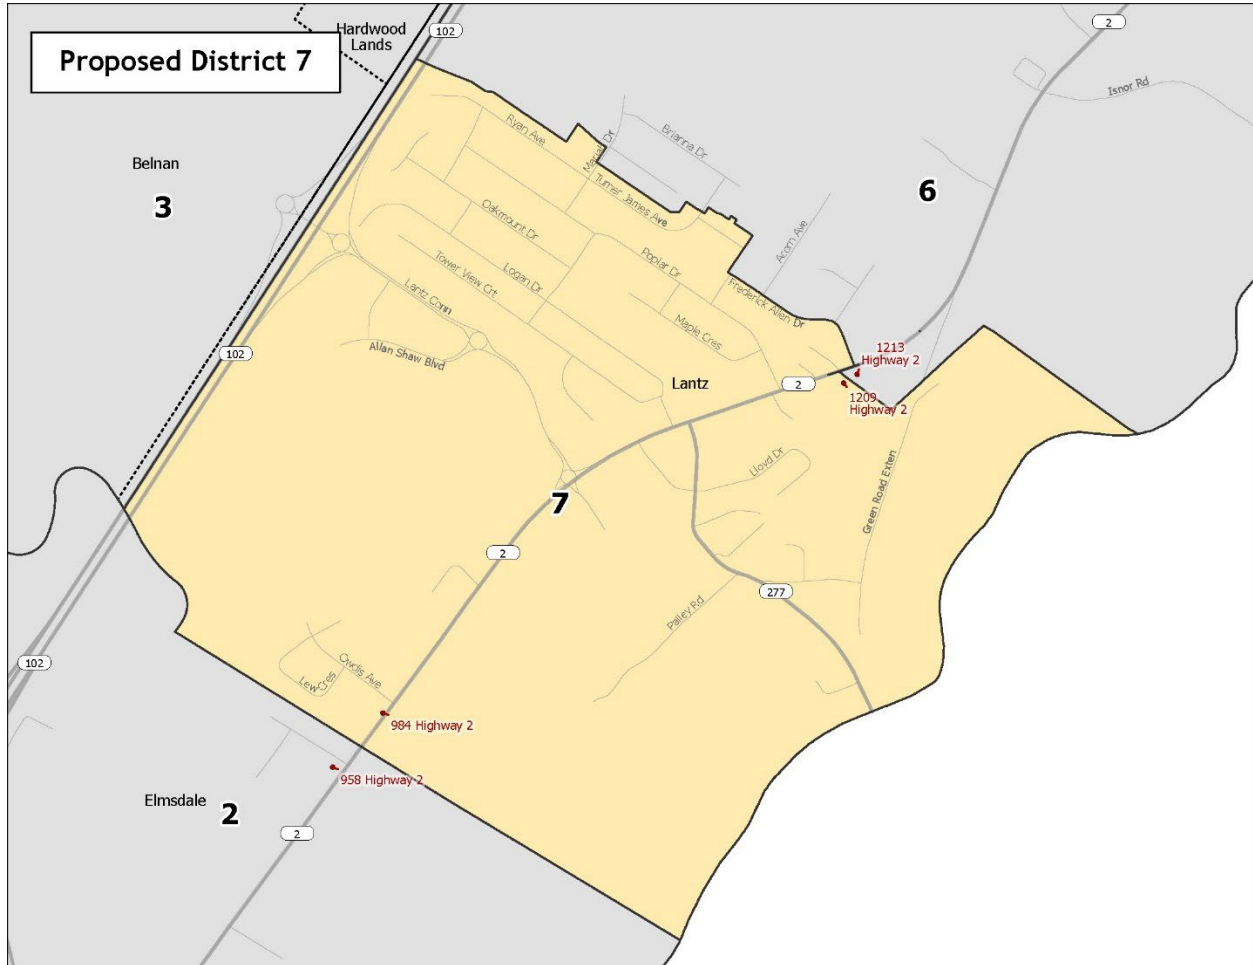 Proposed District 7
Hardwood
Lands
102
2
Isnor Rd
Belnan
3
Ryan Ave
Brianna Dr
6
Turner James Ave
Oakmount Dr
Acorn Ave
Poplar Dr
Logan Dr
Tower View Crt
Lantz Conn
Frederick Allen Dr
Maple Cres
102
Allan Shaw Blvd
1213
Highway 2
Lantz
2
1209
Highway 2
Lloyd Dr
Green Road Exten
7
2
277
Palley Rd
Owdis Ave
Lew Cres
102
984 Highway 2
958 Highway 2
Elmsdale
2
2